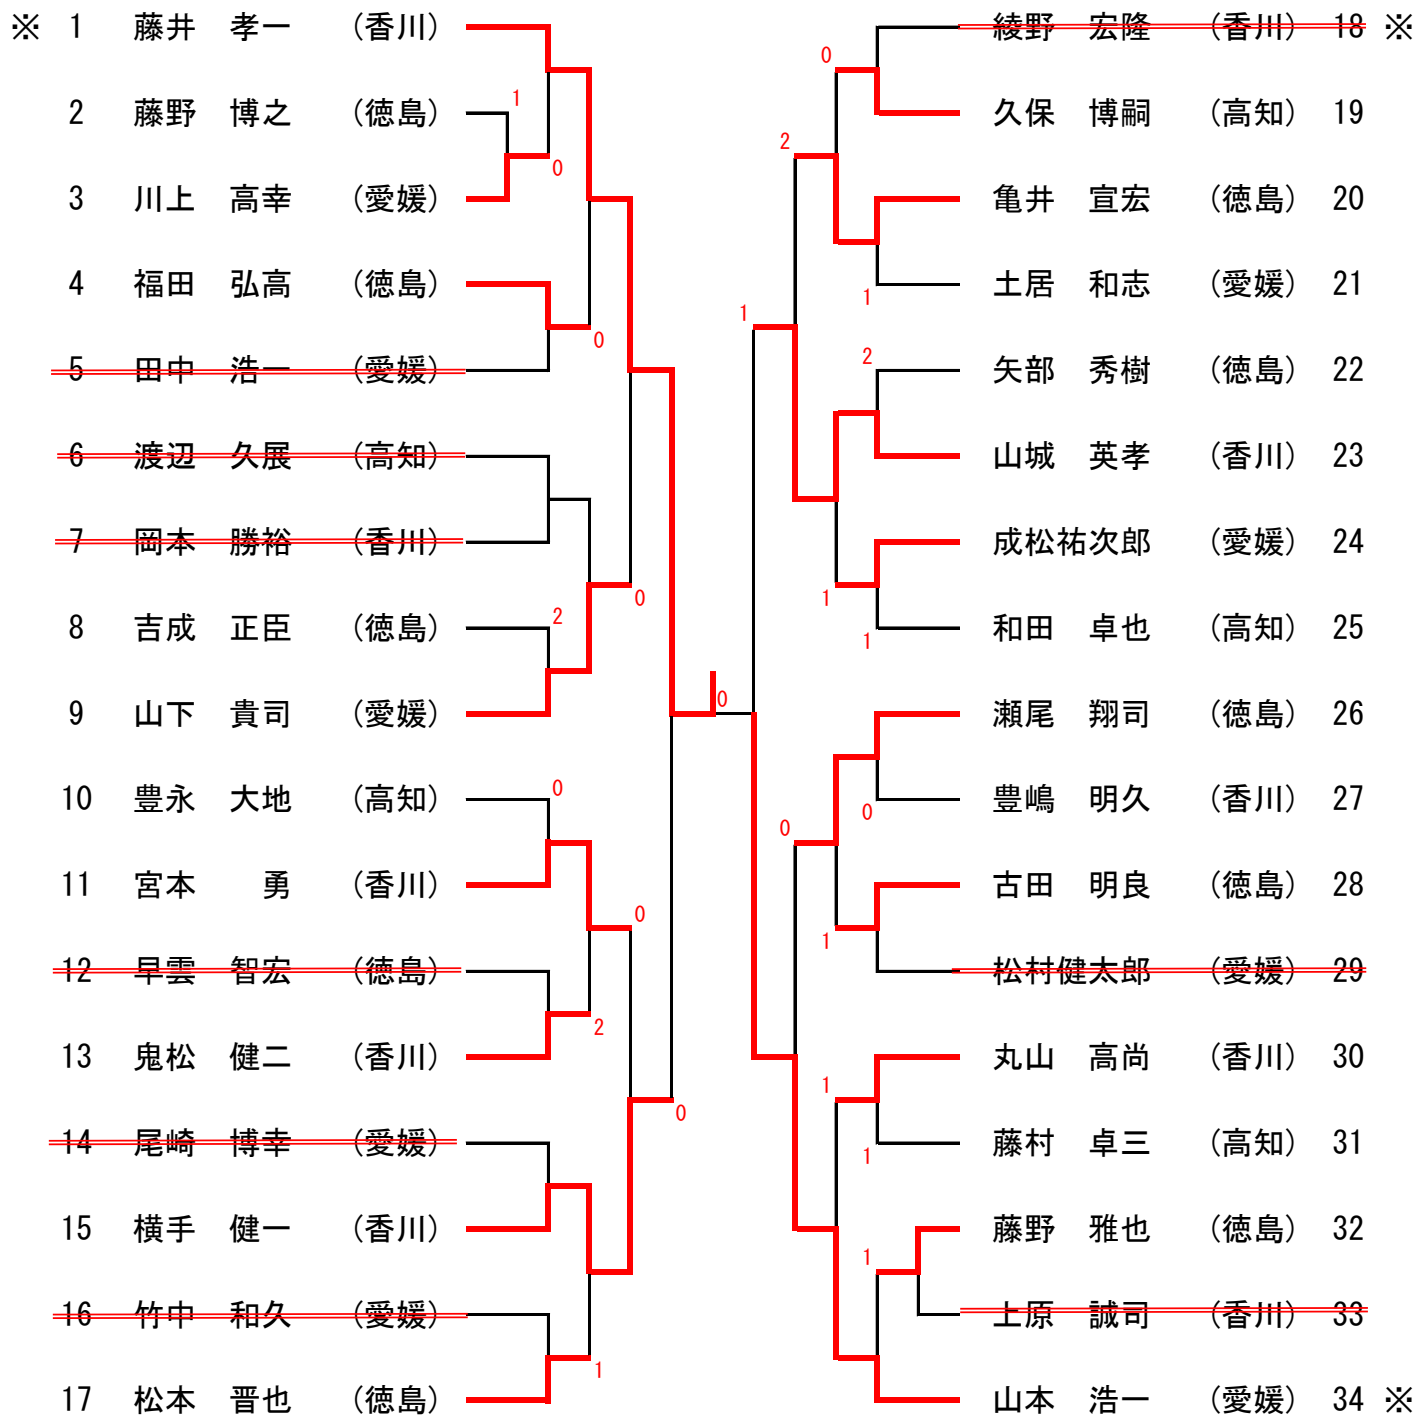 ※ 1 藤井 孝一 (香川)
2 藤野 博之 (徳島)
3 川上 高幸 (愛媛)
4 福田 弘高 (徳島)
5 田中 浩一 (愛媛)
6 渡辺 久展 (高知)
7 岡本 勝裕 (香川)
8 吉成 正臣 (徳島)
9 山下 貴司 (愛媛)
10 豊永 大地 (高知)
11 宮本 勇 (香川)
12 早雲 智宏 (徳島)
13 鬼松 健二 (香川)
14 尾崎 博幸 (愛媛)
15 横手 健一 (香川)
16 竹中 和久 (愛媛)
17 松本 晋也 (徳島)
1
0
0
2
0
0
0
2
0
1
0
綾野 宏隆 (香川) 18 ※
久保 博嗣 (高知) 19
亀井 宣宏 (徳島) 20
土居 和志 (愛媛) 21
矢部 秀樹 (徳島) 22
山城 英孝 (香川) 23
成松祐次郎 (愛媛) 24
和田 卓也 (高知) 25
瀬尾 翔司 (徳島) 26
豊嶋 明久 (香川) 27
古田 明良 (徳島) 28
松村健太郎 (愛媛) 29
丸山 高尚 (香川) 30
藤村 卓三 (高知) 31
藤野 雅也 (徳島) 32
上原 誠司 (香川) 33
山本 浩一 (愛媛) 34 ※
0
2
1
1
2
1
1
0
0
1
1
1
1